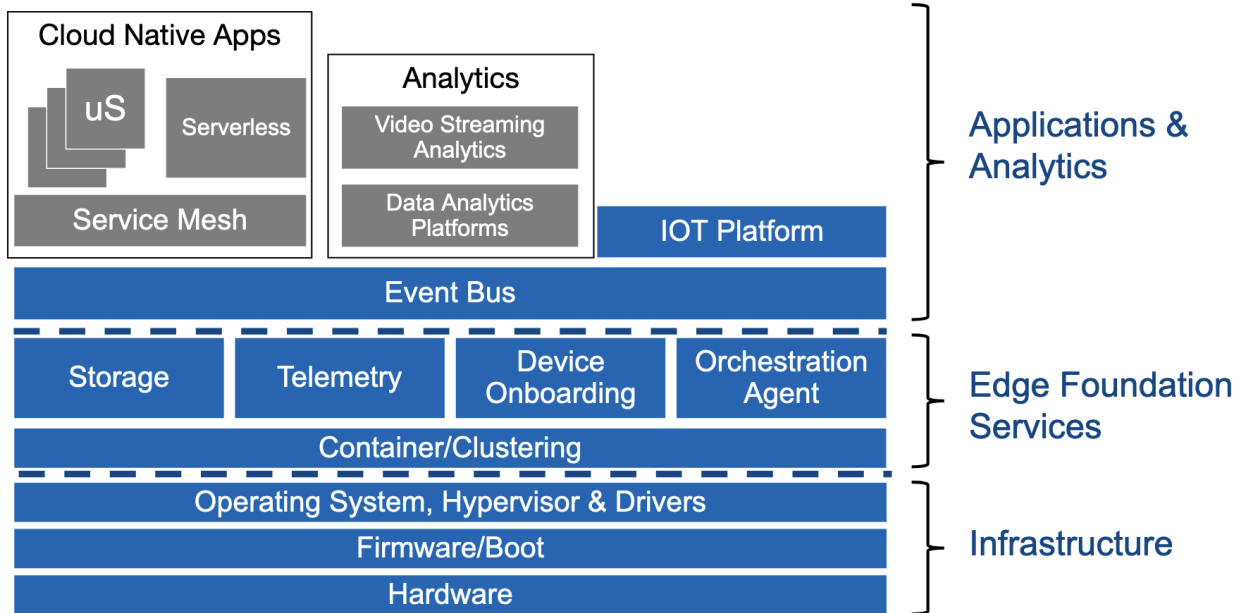 Cloud Native Apps
uS
Serverless
Service Mesh
Analytics
Video Streaming
Analytics
Data Analytics
Platforms
IOT Platform
Event Bus
Applications &
Analytics
Storage
Telemetry
Device
Onboarding
Orchestration
Agent
Container/Clustering
Edge Foundation
Services
Operating System, Hypervisor & Drivers
Firmware/Boot
Hardware
Infrastructure